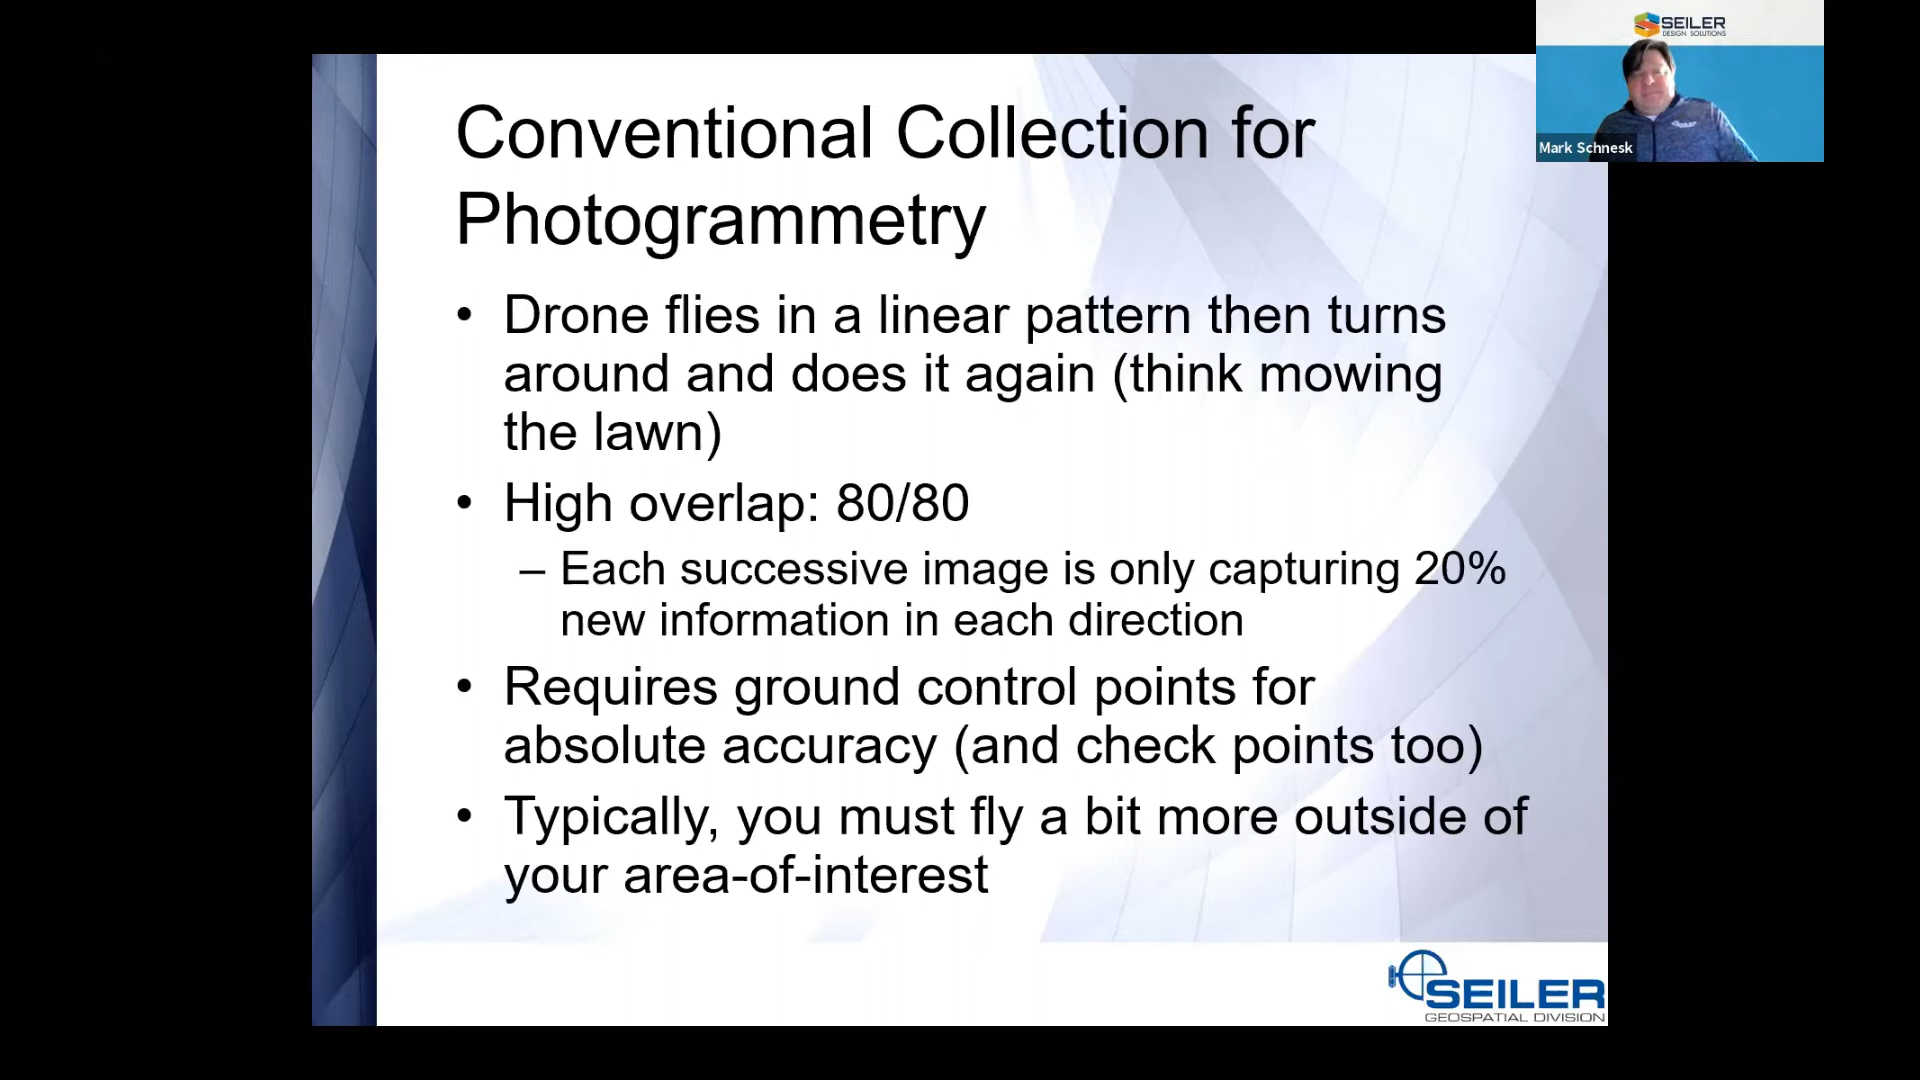 SEILER
DESIGN SOLUTIONS
Mark Schnesk
Conventional Collection for
Photogrammetry
• Drone flies in a linear pattern then turns
around and does it again (think mowing
the lawn)
• High overlap: 80/80
– Each successive image is only capturing 20%
new information in each direction
• Requires ground control points for
absolute accuracy (and check points too)
• Typically, you must fly a bit more outside of
your area-of-interest
SEILER
GEOSPATIAL DIVISION